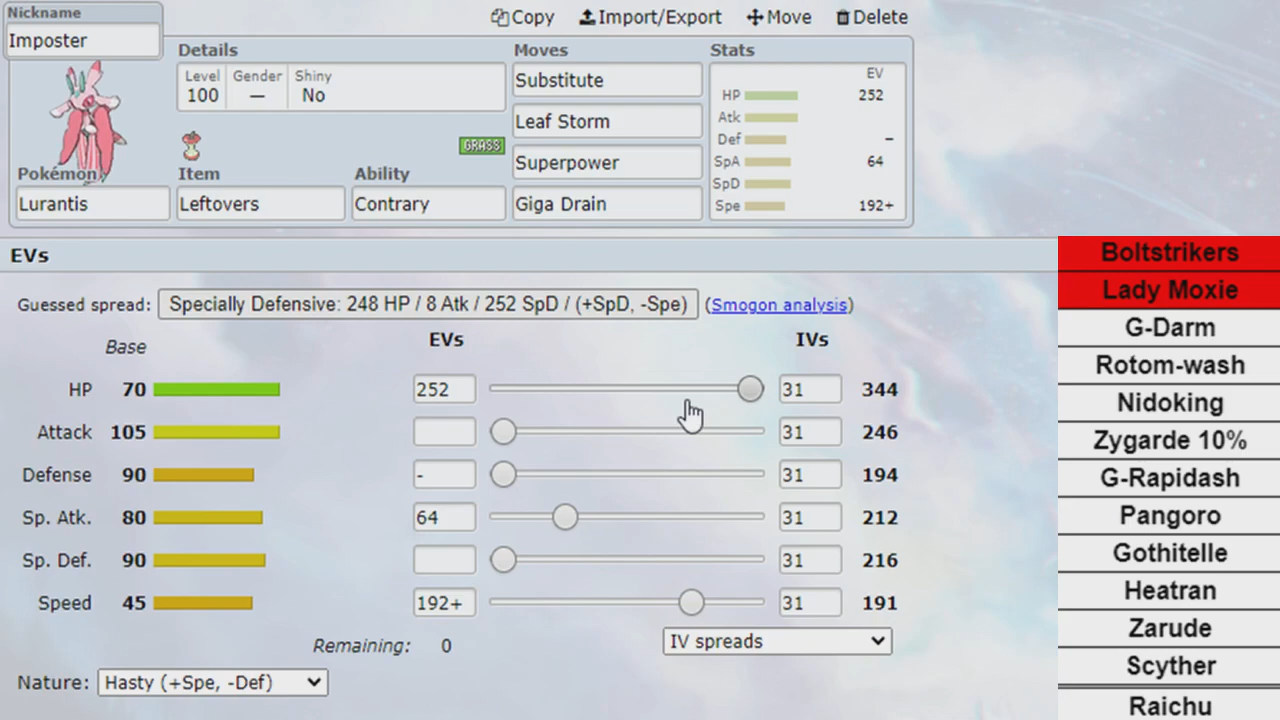 Nickname
Imposter
Copy Import/Export Move Delete
Details
Level Gender Shiny
100 — No
GRASS
Pokémon Item Ability
Lurantis Leftovers Contrary
Moves
Substitute
Leaf Storm
Superpower
Giga Drain
Stats
EV
HP 252
Atk
Def –
SpA 64
SpD
Spe 192+
EVs
Guessed spread: Specially Defensive: 248 HP / 8 Atk / 252 SpD / (+SpD, -Spe) (Smogon analysis)
Base EVs IVs
HP 70 252 31 344
Attack 105 31 246
Defense 90 - 31 194
Sp. Atk. 80 64 31 212
Sp. Def. 90 31 216
Speed 45 192+ 31 191
Remaining: 0 IV spreads
Nature: Hasty (+Spe, -Def)
Boltstrikers
Lady Moxie
G-Darm
Rotom-wash
Nidoking
Zygarde 10%
G-Rapidash
Pangoro
Gothitelle
Heatran
Zarude
Scyther
Raichu